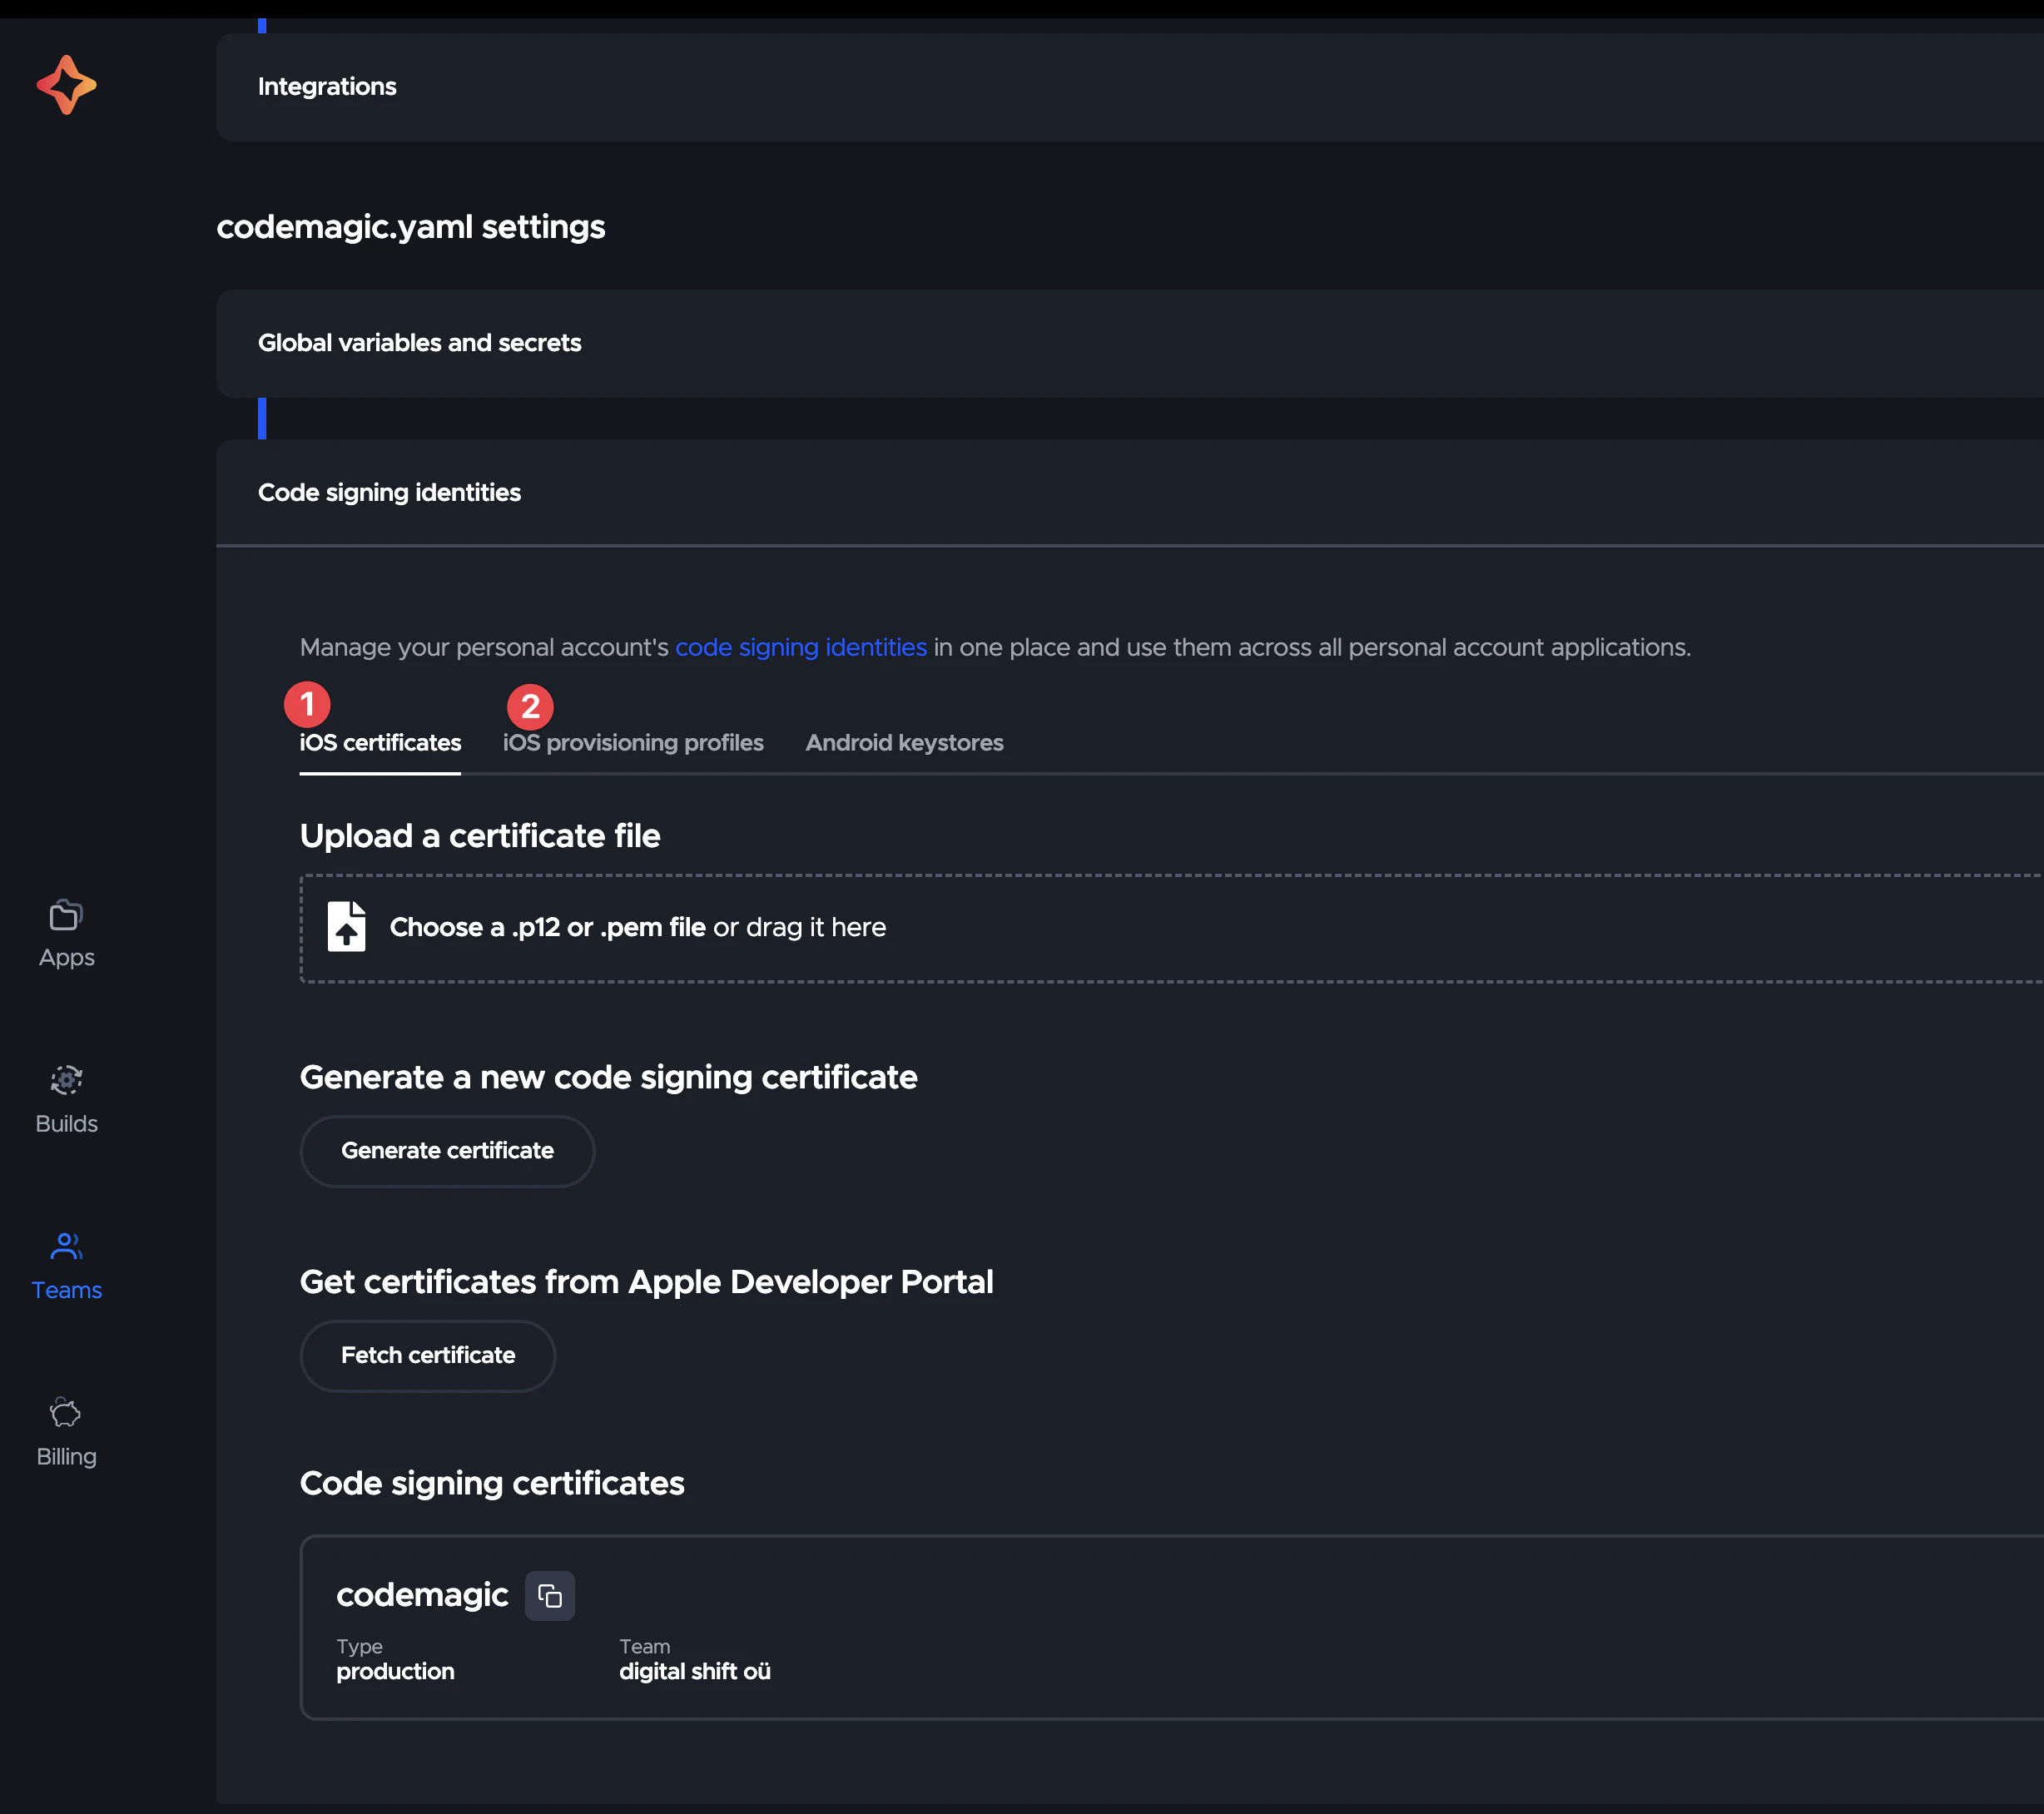 Integrations
codemagic.yaml settings
Global variables and secrets
Code signing identities
Manage your personal account's code signing identities in one place and use them across all personal account applications.
1 2
iOS certificates iOS provisioning profiles Android keystores
Upload a certificate file
Choose a .p12 or .pem file or drag it here
Apps
Generate a new code signing certificate
Builds
Generate certificate
Teams
Get certificates from Apple Developer Portal
Fetch certificate
Billing
Code signing certificates
codemagic
Type Team
production digital shift oü